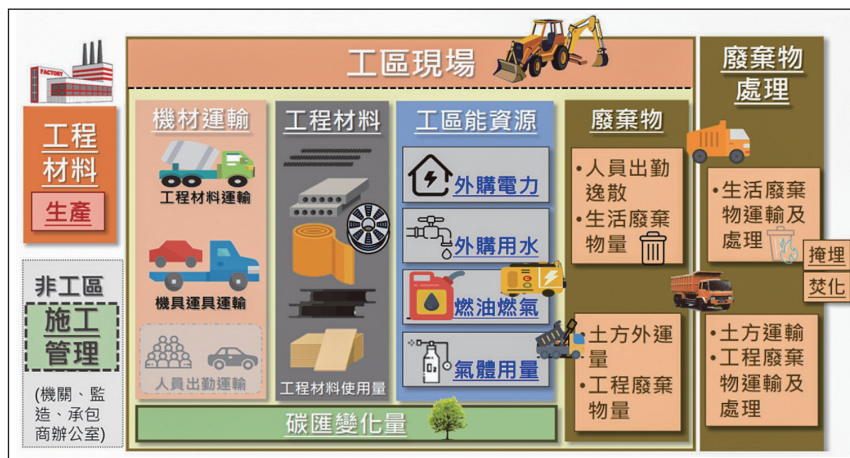 FACTORY
工程
材料
生產
非工區
施工
管理
(機關、監
造、承包
商辦公室)
工區現場
機材運輸
工程材料運輸
機具運具運輸
人員出勤運輸
工程材料
工程材料使用量
工區能資源
外購電力
外購用水
燃油燃氣
氣體用量
碳匯變化量
廢棄物
•人員出勤
逸散
•生活廢棄
物量
•土方外運
量
•工程廢棄
物量
廢棄物
處理
•生活廢棄
物運輸及
處理
掩埋
焚化
•土方運輸
•工程廢棄
物運輸及
處理